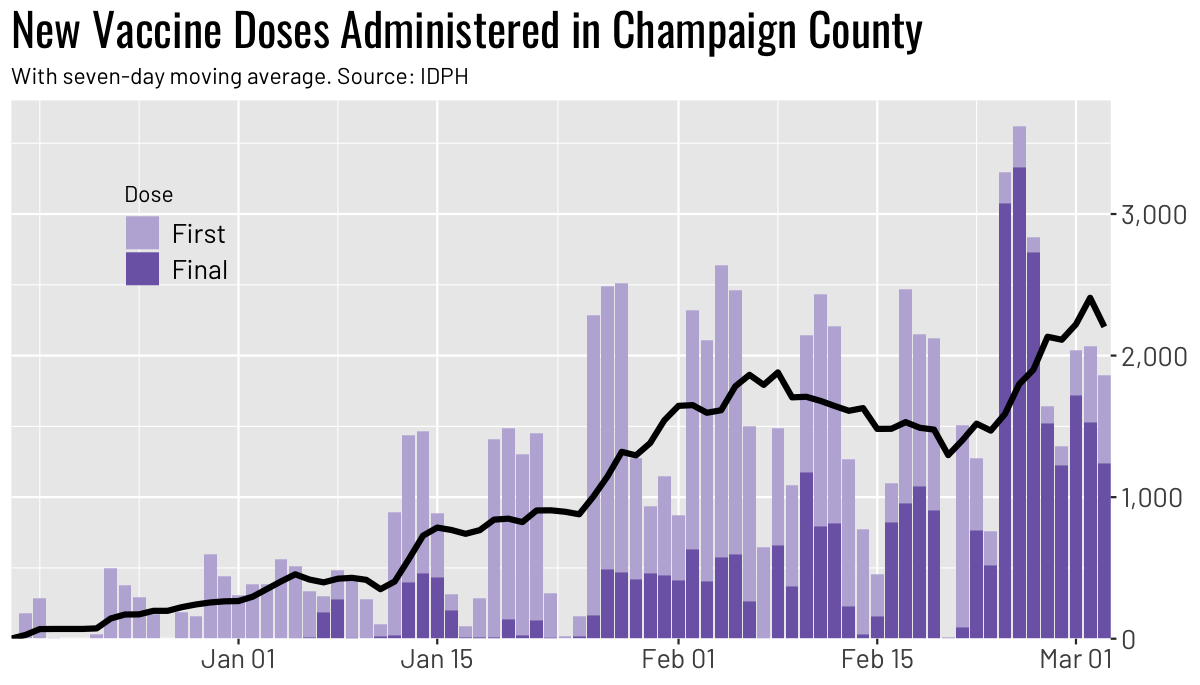 New Vaccine Doses Administered in Champaign County
With seven-day moving average. Source: IDPH
Dose
First
Final
3,000
2,000
1,000
0
Jan 01
Jan 15
Feb 01
Feb 15
Mar 01